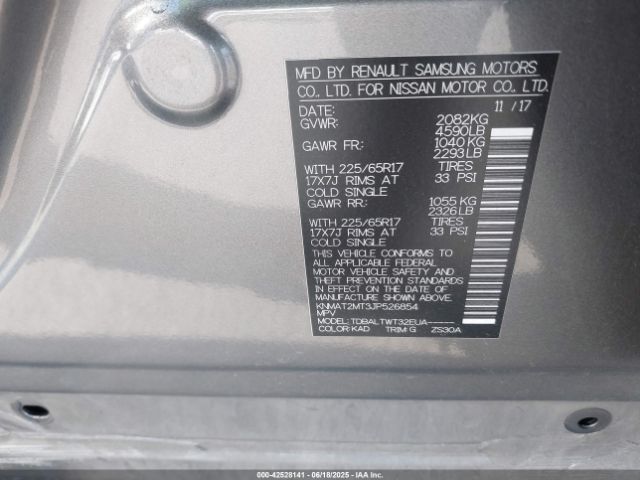 MFD BY RENAULT SAMSUNG MOTORS
CO., LTD. FOR NISSAN MOTOR CO., LTD.
DATE: 11 / 17
GVWR: 2082KG
4590LB
GAWR FR: 1040 KG
2293LB
WITH 225/65R17 TIRES
17X7J RIMS AT 33 PSI
COLD SINGLE
GAWR RR: 1055 KG
2326LB
WITH 225/65R17 TIRES
17X7J RIMS AT 33 PSI
COLD SINGLE
THIS VEHICLE CONFORMS TO
ALL APPLICABLE FEDERAL
MOTOR VEHICLE SAFETY AND
THEFT PREVENTION STANDARDS
IN EFFECT ON THE DATE OF
MANUFACTURE SHOWN ABOVE.
KNMAT2MT3JP526854
MPV
MODEL: TDBALTWT32EUA------
COLOR: KAD TRIM: G ZS30A
000-42528141 - 06/18/2025 - IAA, Inc.